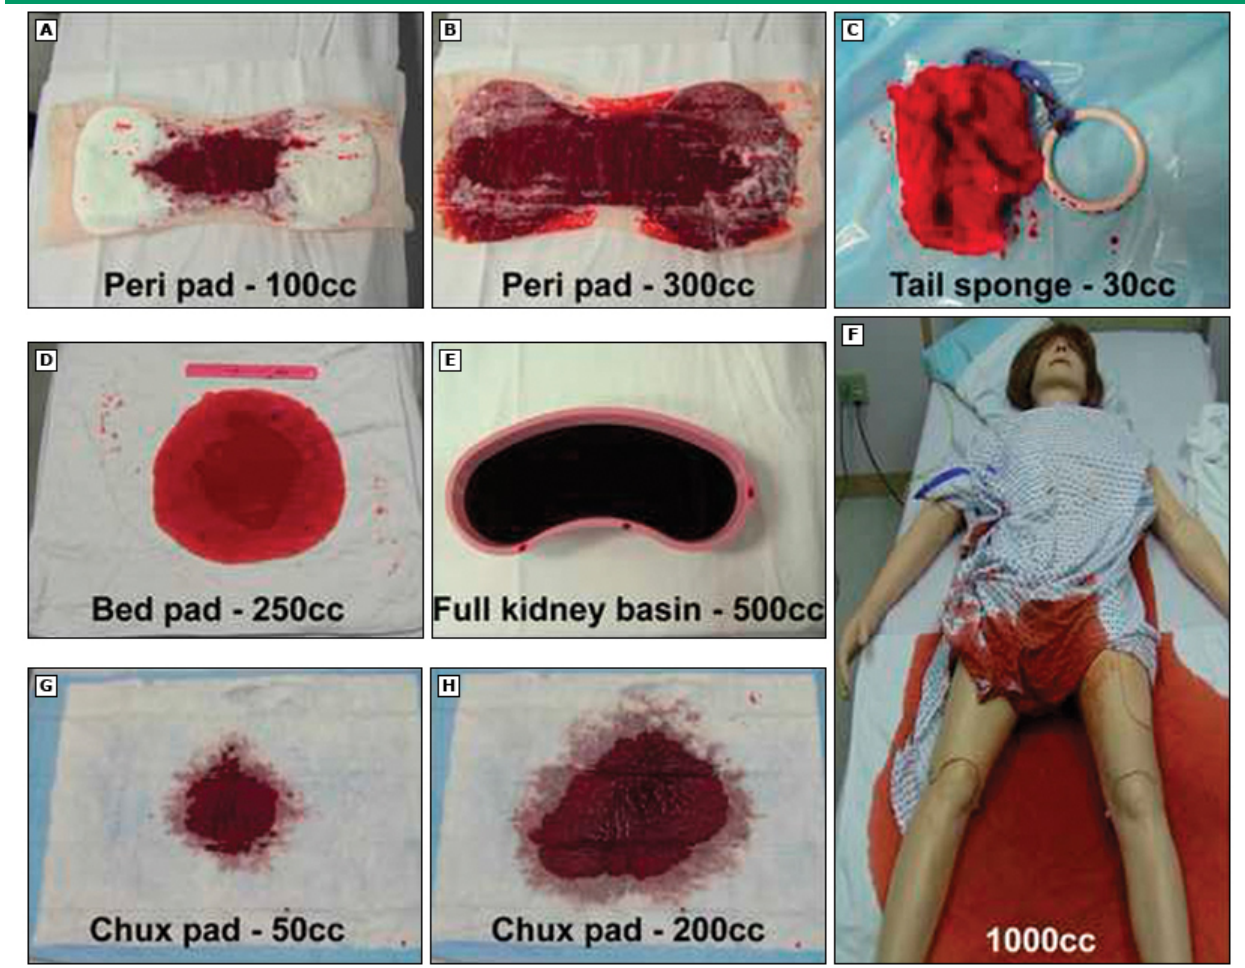 A
Peri pad - 100cc
B
Peri pad - 300cc
C
Tail sponge - 30cc
D
Bed pad - 250cc
E
Full kidney basin - 500cc
F
1000cc
G
Chux pad - 50cc
H
Chux pad - 200cc